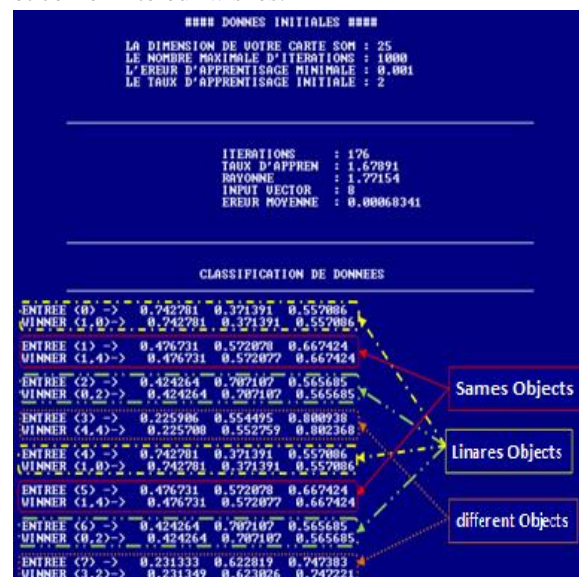 #### DONNES INITIALES ####
LA DIMENSION DE VOTRE CARTE SOM : 25
LE NOMBRE MAXIMALE D'ITERATIONS : 1000
L'EREUR D'APPRENTISAGE MINIMALE : 0.001
LE TAUX D'APPRENTISAGE INITIALE : 2
ITERATIONS : 176
TAUX D'APPREN : 1.67891
RAYONNE : 1.77154
INPUT VECTOR : 8
EREUR MOYENNE : 0.00068341
CLASSIFICATION DE DONNEES
ENTREE (0) -> 0.742781 0.371391 0.557086
WINNER (1,0)-> 0.742781 0.371391 0.557086
ENTREE (1) -> 0.476731 0.572078 0.667424
WINNER (1,4)-> 0.476731 0.572077 0.667424
ENTREE (2) -> 0.424264 0.707107 0.565685
WINNER (0,2)-> 0.424264 0.707107 0.565685
ENTREE (3) -> 0.225906 0.554495 0.800938
WINNER (4,4)-> 0.225708 0.552759 0.802368
ENTREE (4) -> 0.742781 0.371391 0.557086
WINNER (1,0)-> 0.742781 0.371391 0.557086
ENTREE (5) -> 0.476731 0.572078 0.667424
WINNER (1,4)-> 0.476731 0.572077 0.667424
ENTREE (6) -> 0.424264 0.707107 0.565685
WINNER (0,2)-> 0.424264 0.707107 0.565685
ENTREE (7) -> 0.231333 0.622819 0.747383
WINNER (3,2)-> 0.231349 0.623026 0.747221
Sames Objects
Linares Objects
different Objects